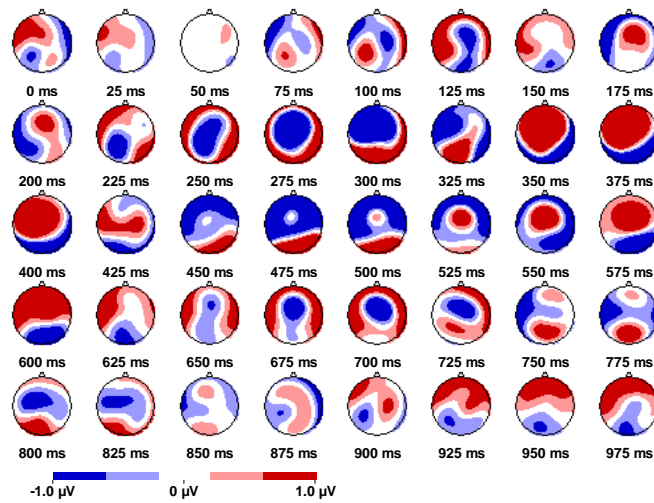 0 ms 25 ms 50 ms 75 ms 100 ms 125 ms 150 ms 175 ms
200 ms 225 ms 250 ms 275 ms 300 ms 325 ms 350 ms 375 ms
400 ms 425 ms 450 ms 475 ms 500 ms 525 ms 550 ms 575 ms
600 ms 625 ms 650 ms 675 ms 700 ms 725 ms 750 ms 775 ms
800 ms 825 ms 850 ms 875 ms 900 ms 925 ms 950 ms 975 ms
-1.0 μV 0 μV 1.0 μV